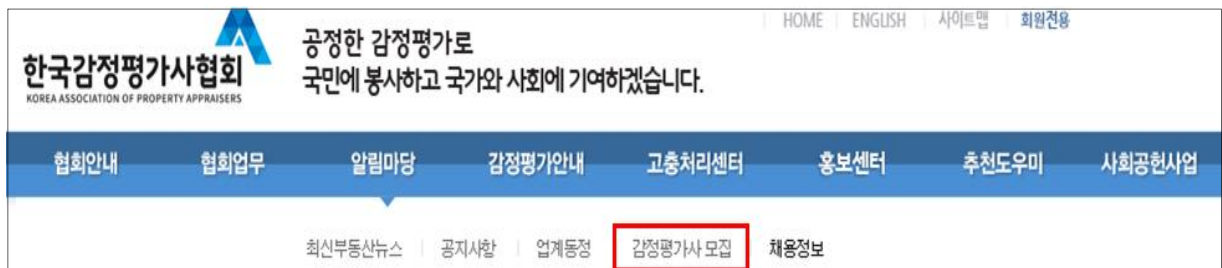 HOME | ENGLISH | 사이트맵 | 회원전용
한국감정평가사협회
KOREA ASSOCIATION OF PROPERTY APPRAISERS
공정한 감정평가로
국민에 봉사하고 국가와 사회에 기여하겠습니다.
협회안내 협회업무 알림마당 감정평가안내 고충처리센터 홍보센터 추천도우미 사회공헌사업
최신부동산뉴스 | 공지사항 | 업계동정 | 감정평가사 모집 | 채용정보